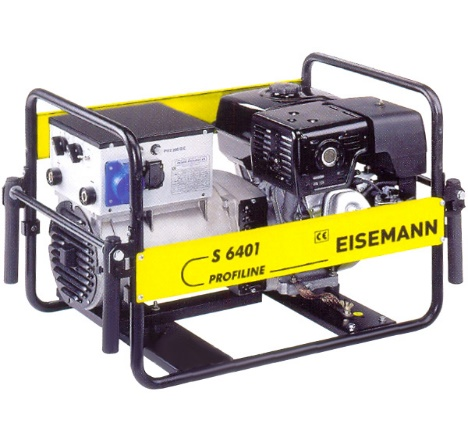 S 6401
CE
EISEMANN
PROFILINE